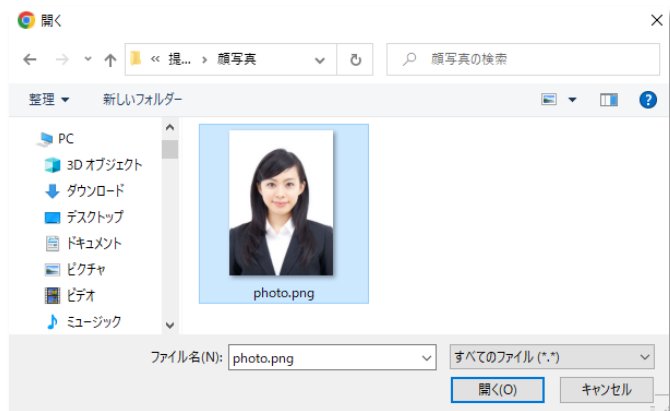 開く
« 提... › 顔写真
顔写真の検索
整理
新しいフォルダー
PC
3D オブジェクト
ダウンロード
デスクトップ
ドキュメント
ピクチャ
ビデオ
ミュージック
photo.png
ファイル名(N): photo.png
すべてのファイル (*.*)
開く(O)
キャンセル